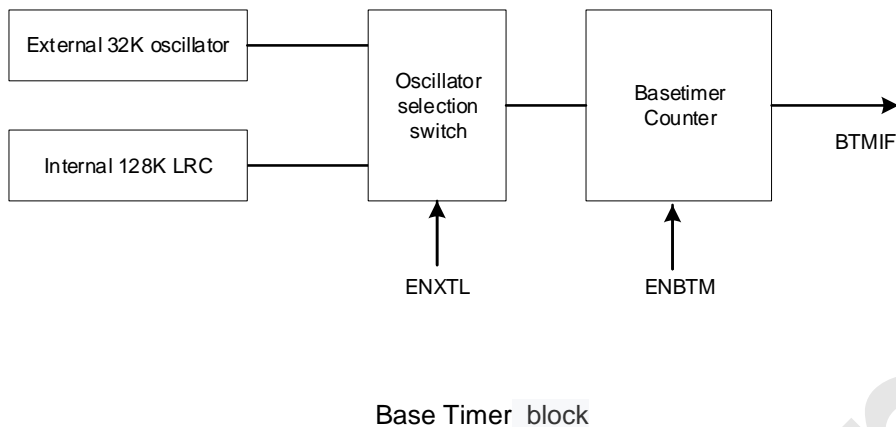 External 32K oscillator
Internal 128K LRC
Oscillator
selection
switch
Basetimer
Counter
BTMIF
ENXTL
ENBTM
Base Timer block